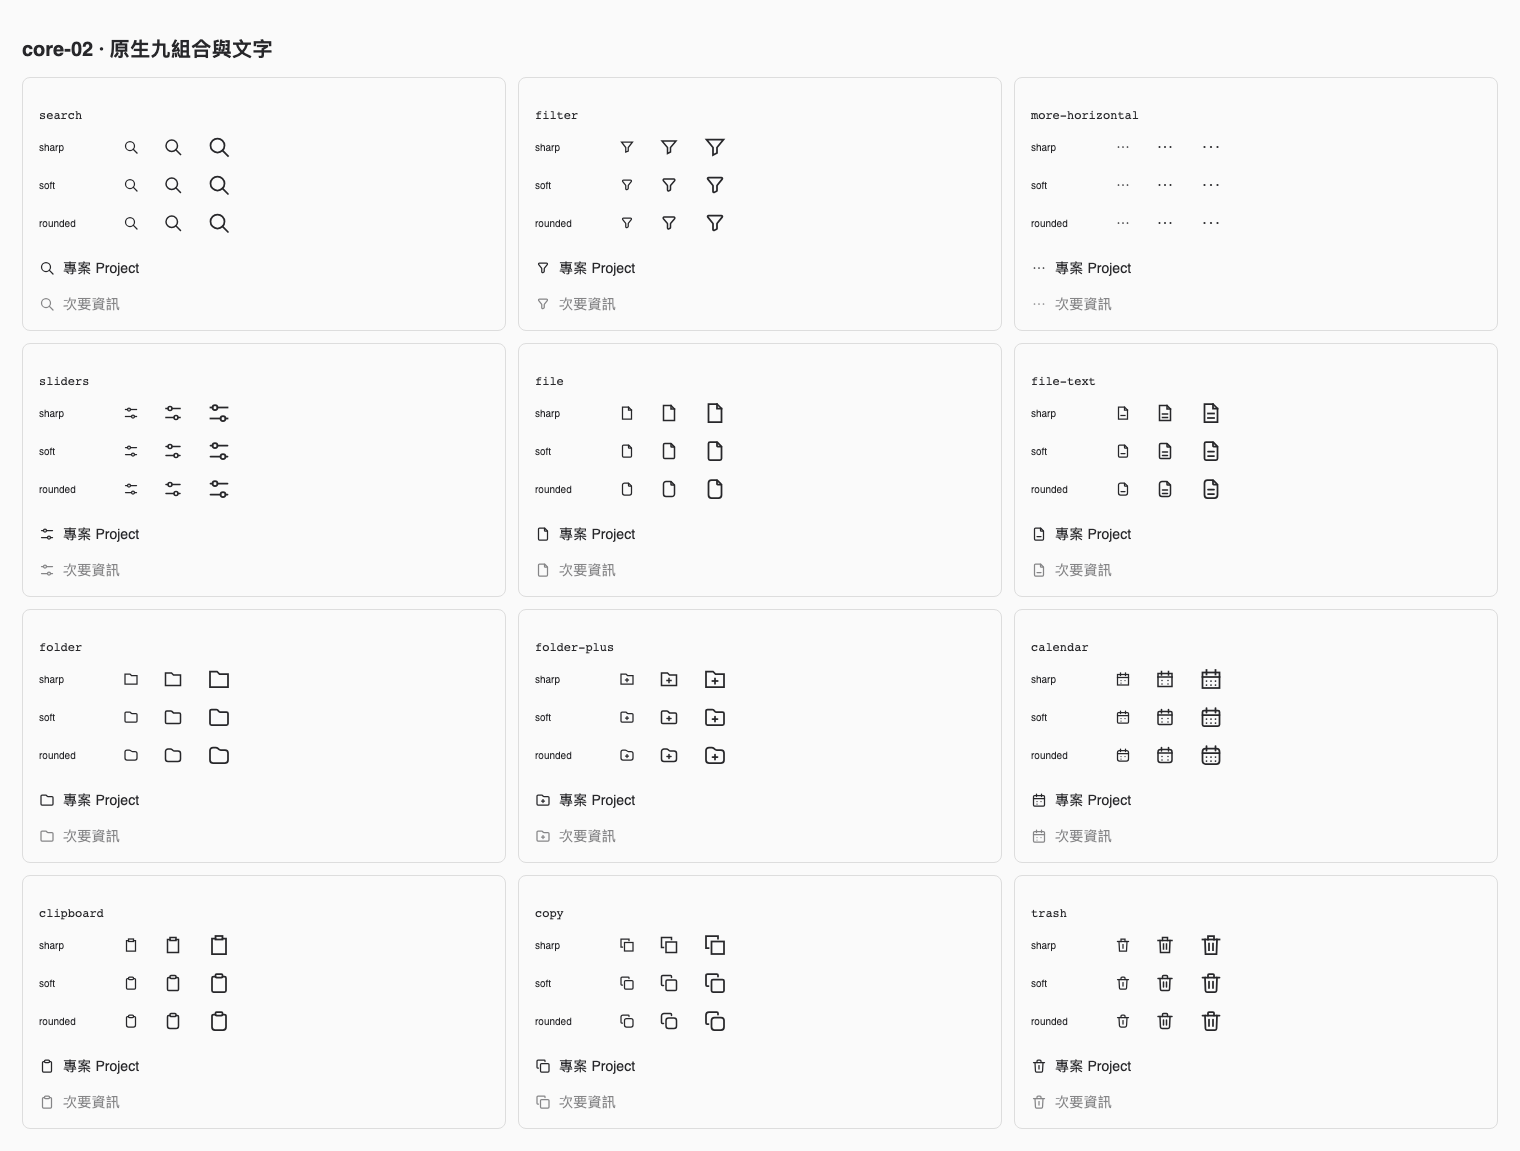 core-02 · 原生九組合與文字
search
sharp
soft
rounded
專案 Project
次要資訊
filter
sharp
soft
rounded
專案 Project
次要資訊
more-horizontal
sharp
soft
rounded
專案 Project
次要資訊
sliders
sharp
soft
rounded
專案 Project
次要資訊
file
sharp
soft
rounded
專案 Project
次要資訊
file-text
sharp
soft
rounded
專案 Project
次要資訊
folder
sharp
soft
rounded
專案 Project
次要資訊
folder-plus
sharp
soft
rounded
專案 Project
次要資訊
calendar
sharp
soft
rounded
專案 Project
次要資訊
clipboard
sharp
soft
rounded
專案 Project
次要資訊
copy
sharp
soft
rounded
專案 Project
次要資訊
trash
sharp
soft
rounded
專案 Project
次要資訊